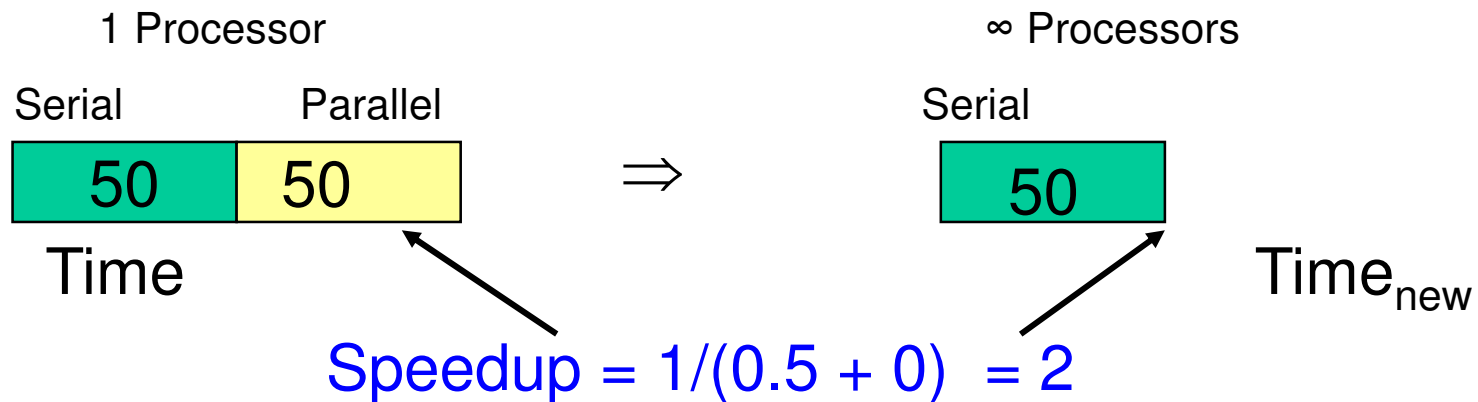 1 Processor ∞ Processors
Serial Parallel Serial
50 50 ⇒ 50
Time Time_new
Speedup = 1/(0.5 + 0) = 2